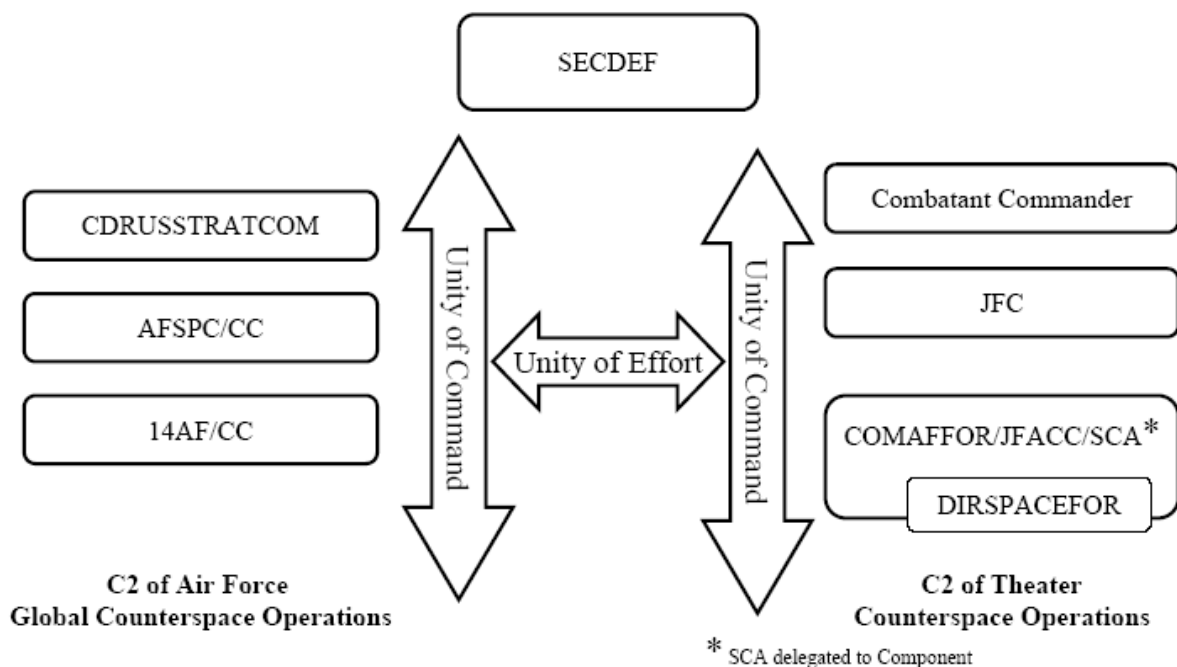 SECDEF
CDRUSSTRATCOM
AFSPC/CC
14AF/CC
Unity of Command
Unity of Effort
Unity of Command
Combatant Commander
JFC
COMAFFOR/JFACC/SCA*
DIRSPACEFOR
C2 of Air Force
Global Counterspace Operations
C2 of Theater
Counterspace Operations
* SCA delegated to Component